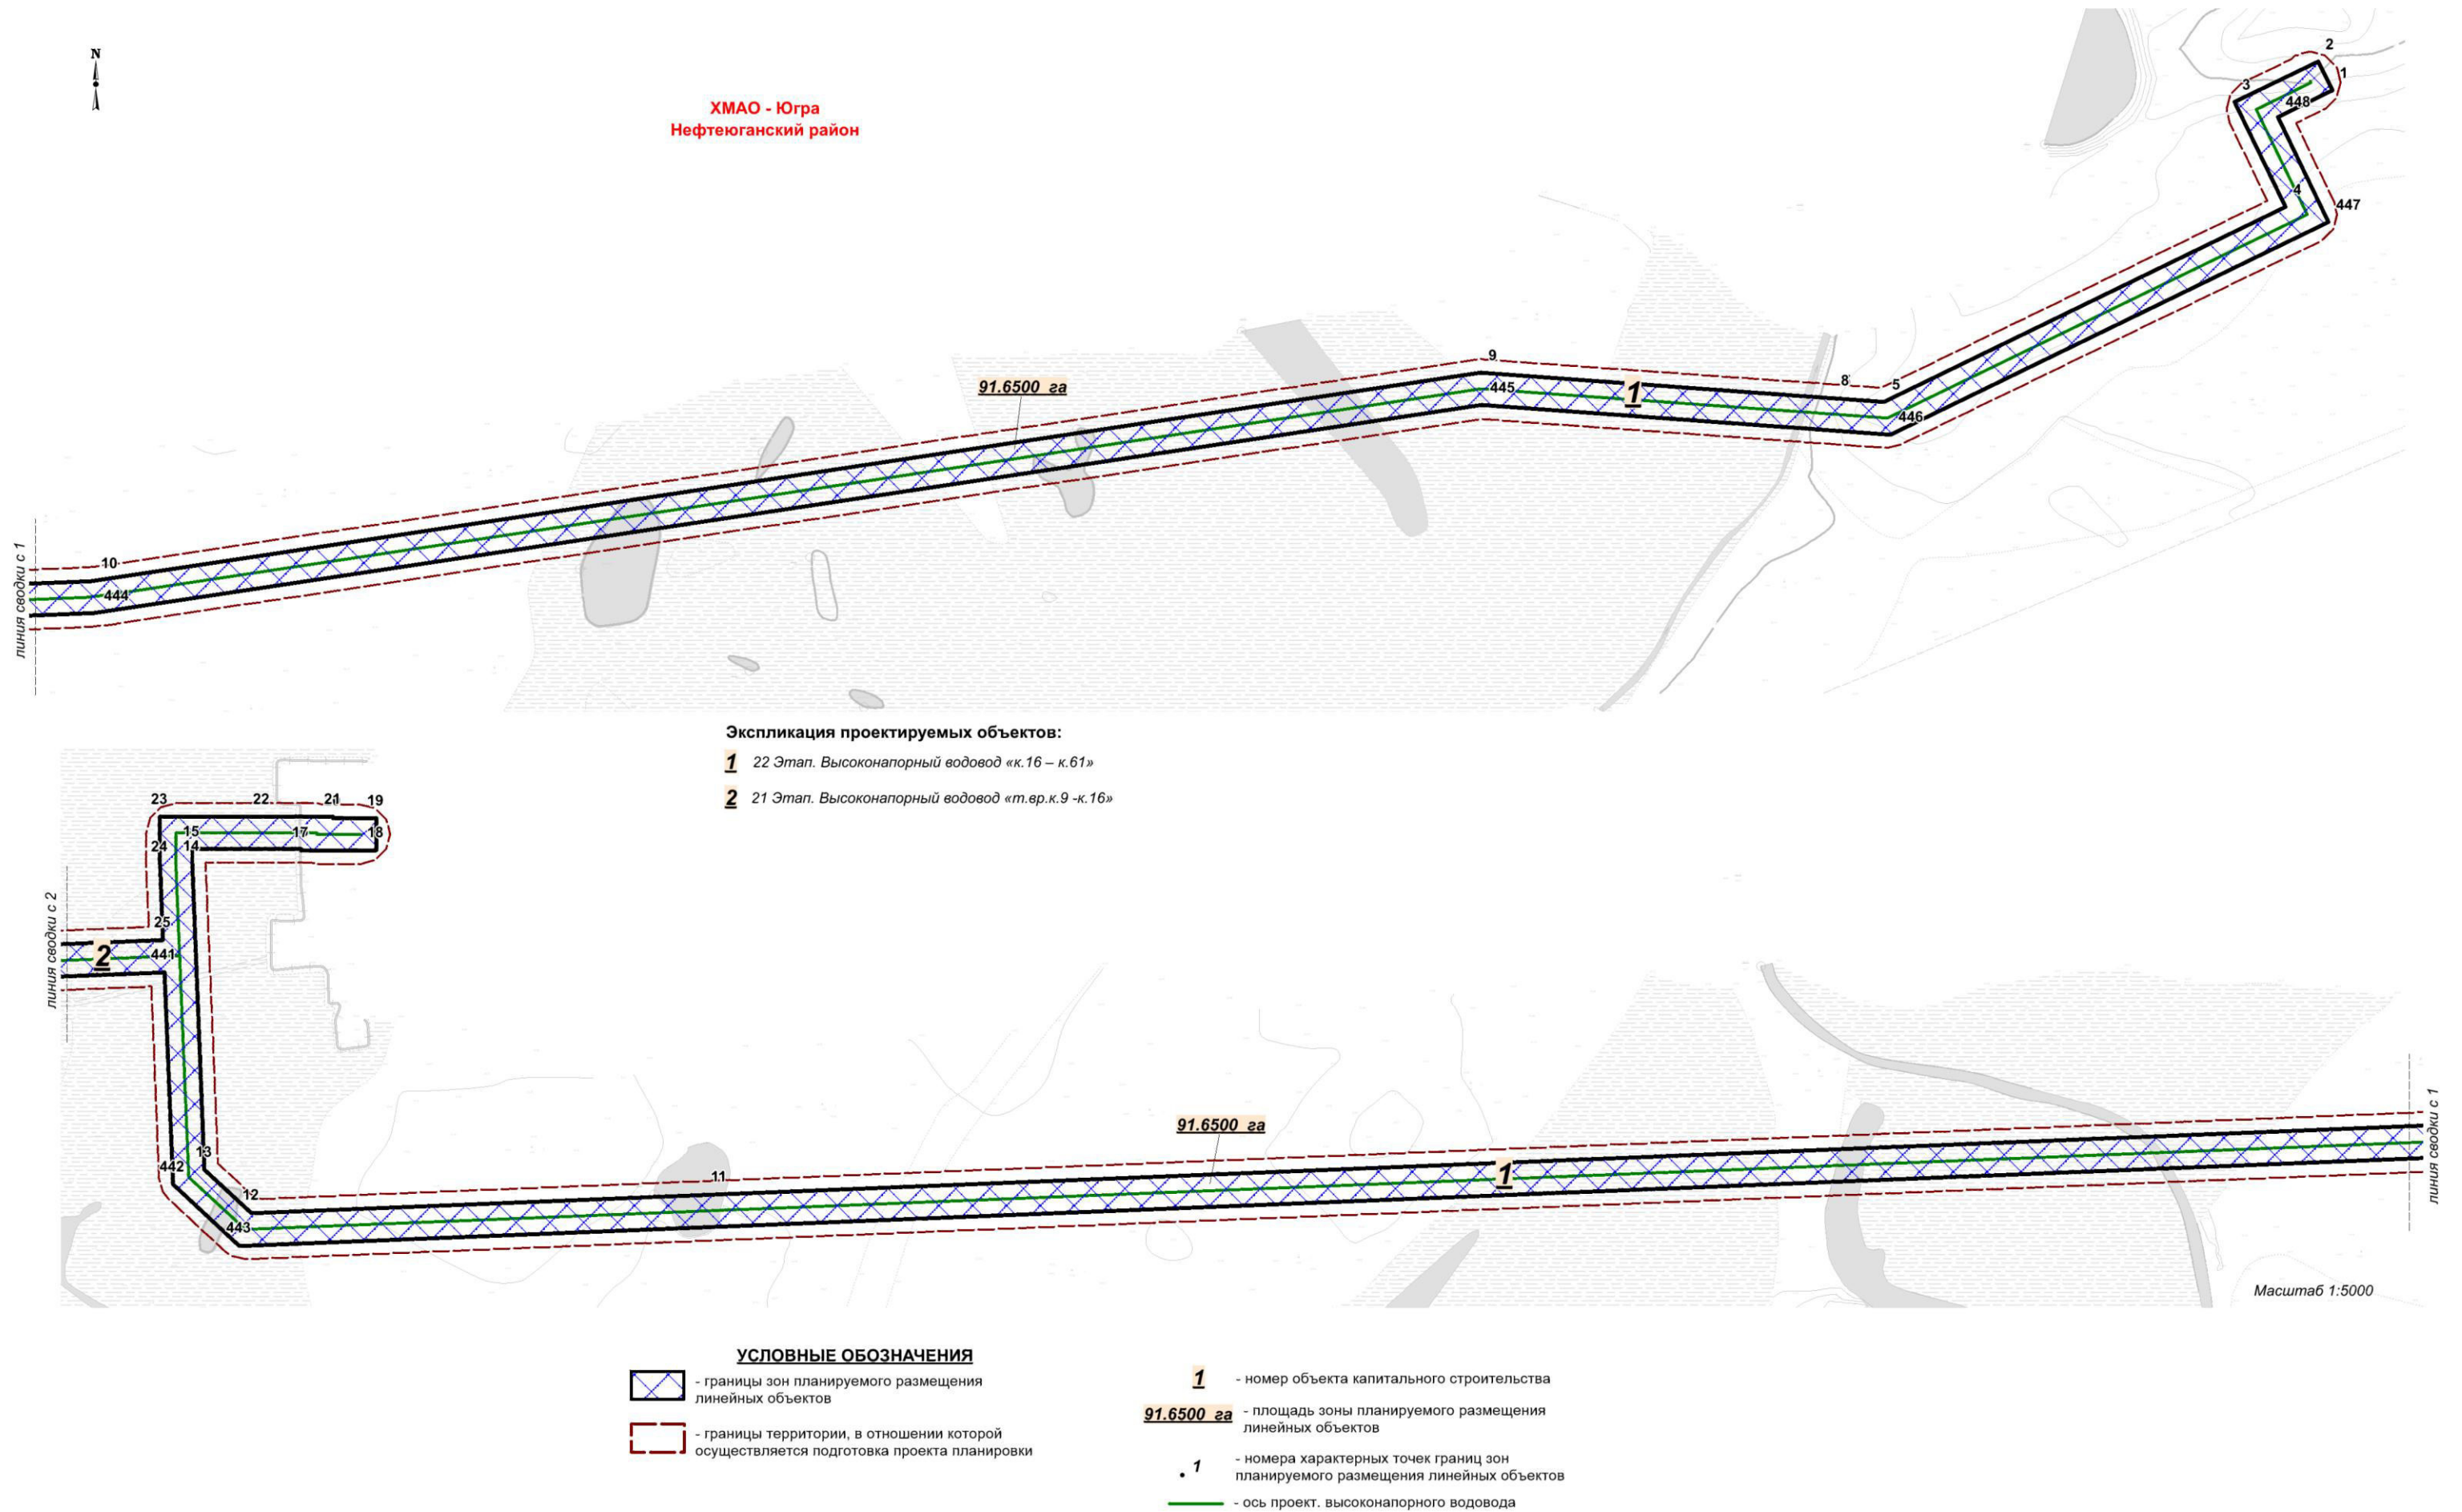 N
ХМАО - Югра
Нефтеюганский район
2
1
3
448
4
447
9
91.6500 га
445
1
8
5
446
10
444
линия сводки с 1
Экспликация проектируемых объектов:
1 22 Этап. Высоконапорный водовод «к.16 – к.61»
2 21 Этап. Высоконапорный водовод «т.вр.к.9 -к.16»
23
22
21
19
15
17
18
24
14
25
441
2
линия сводки с 2
13
442
12
443
11
91.6500 га
1
линия сводки с 1
Масштаб 1:5000
УСЛОВНЫЕ ОБОЗНАЧЕНИЯ
- границы зон планируемого размещения
линейных объектов
- границы территории, в отношении которой
осуществляется подготовка проекта планировки
1 - номер объекта капитального строительства
91.6500 га - площадь зоны планируемого размещения
линейных объектов
1 - номера характерных точек границ зон
планируемого размещения линейных объектов
- ось проект. высоконапорного водовода